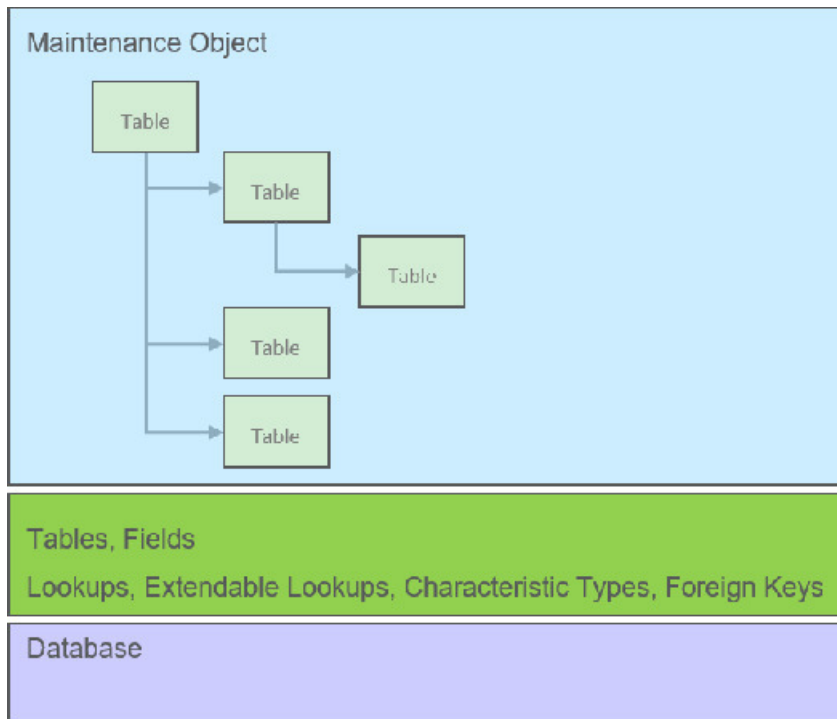 Maintenance Object
Table
Table
Table
Table
Table
Tables, Fields
Lookups, Extendable Lookups, Characteristic Types, Foreign Keys
Database